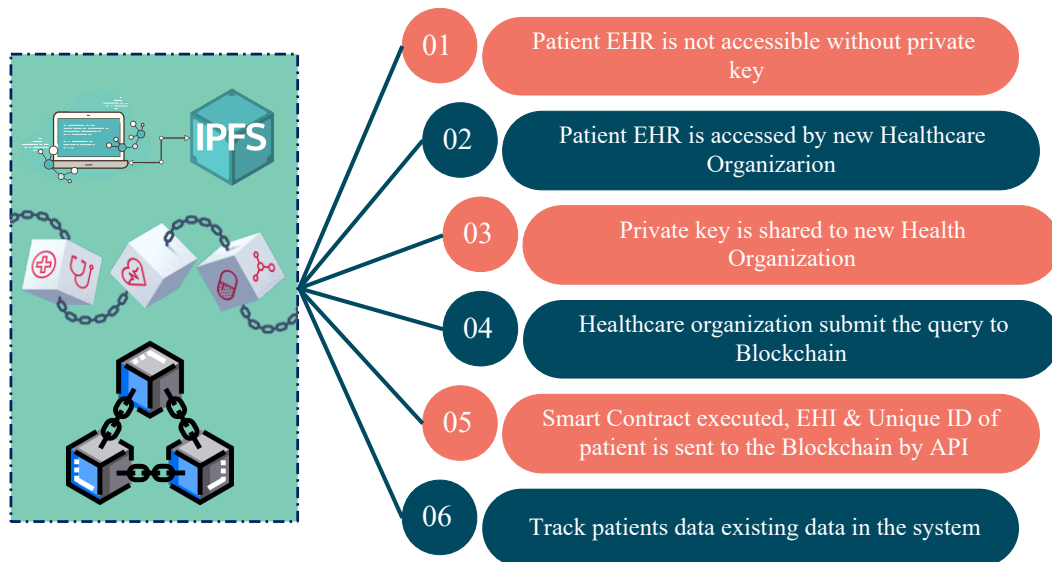 IPFS
01
Patient EHR is not accessible without private
key
02
Patient EHR is accessed by new Healthcare
Organizarion
03
Private key is shared to new Health
Organization
04
Healthcare organization submit the query to
Blockchain
05
Smart Contract executed, EHI & Unique ID of
patient is sent to the Blockchain by API
06
Track patients data existing data in the system